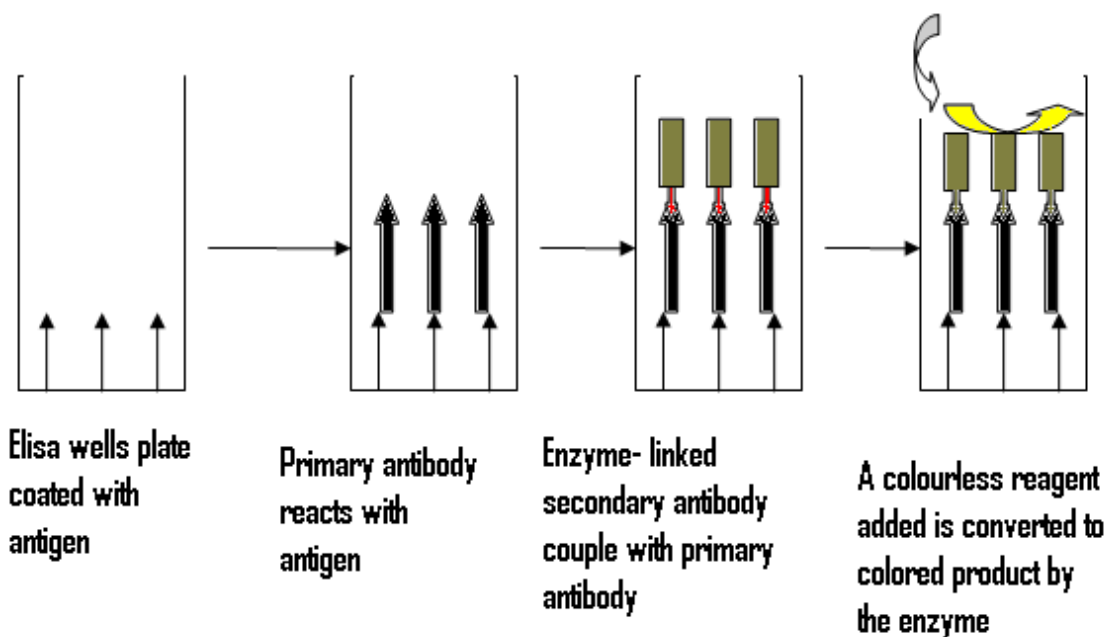 Elisa wells plate
coated with
antigen
Primary antibody
reacts with
antigen
Enzyme- linked
secondary antibody
couple with primary
antibody
A colourless reagent
added is converted to
colored product by
the enzyme